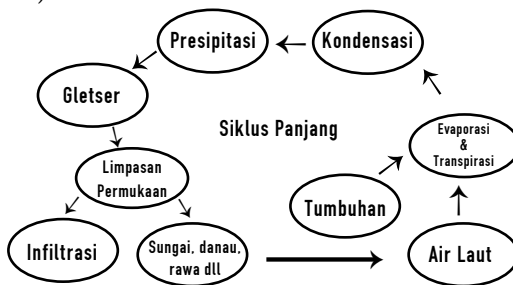 Presipitasi
Kondensasi
Gletser
Siklus Panjang
Evaporasi
&
Transpirasi
Limpasan
Permukaan
Tumbuhan
Infiltrasi
Sungai, danau,
rawa dll
Air Laut